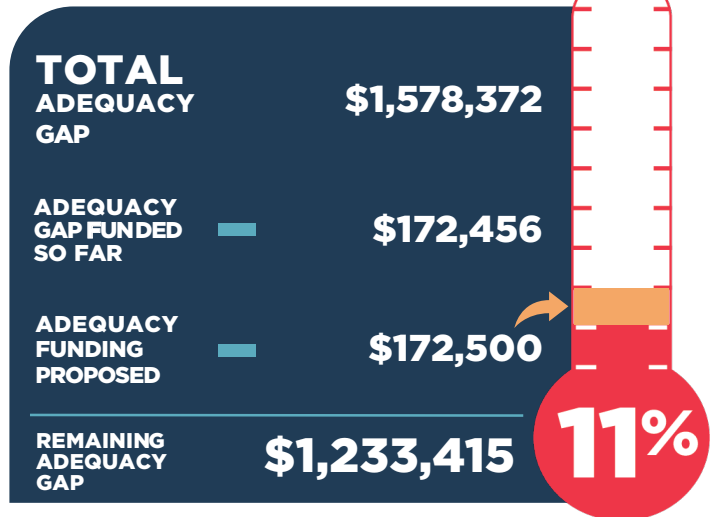 TOTAL
ADEQUACY
GAP
$1,578,372
ADEQUACY
GAP FUNDED
SO FAR
$172,456
ADEQUACY
FUNDING
PROPOSED
$172,500
REMAINING
ADEQUACY
GAP
$1,233,415
11%